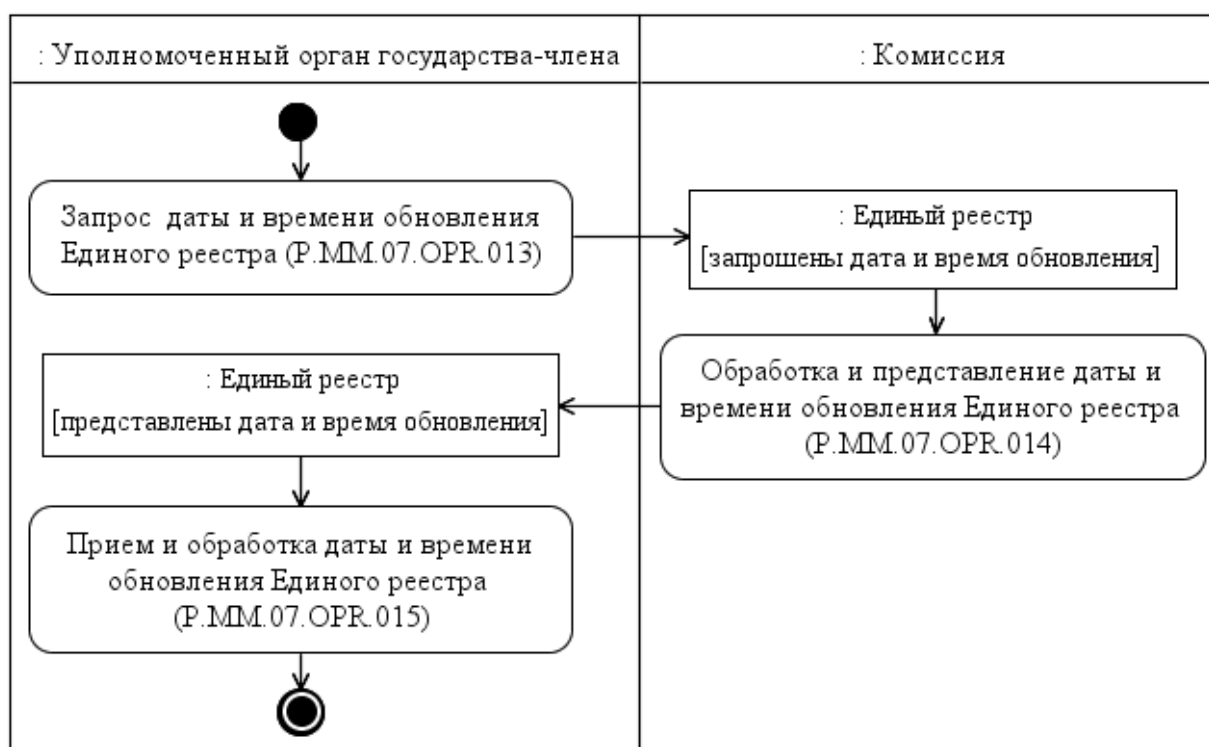 : Уполномоченный орган государства-члена
: Комиссия
Запрос даты и времени обновления
Единого реестра (P.MM.07.OPR.013)
: Единый реестр
[запрошены дата и время обновления]
Обработка и представление даты и
времени обновления Единого реестра
(P.MM.07.OPR.014)
: Единый реестр
[представлены дата и время обновления]
Прием и обработка даты и времени
обновления Единого реестра
(P.MM.07.OPR.015)